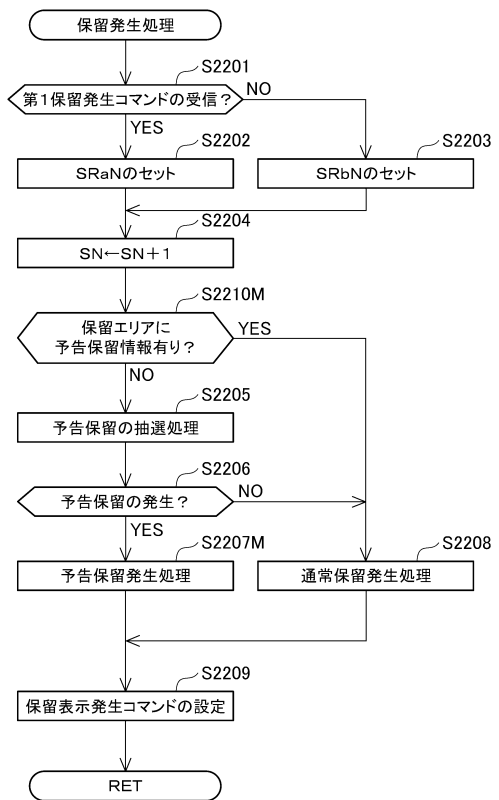 保留発生処理
S2201
第1保留発生コマンドの受信?
NO
YES
S2202
S2203
SRaNのセット
SRbNのセット
S2204
SN←SN+1
S2210M
保留エリアに
予告保留情報有り?
YES
NO
S2205
予告保留の抽選処理
S2206
予告保留の発生?
NO
YES
S2207M
S2208
予告保留発生処理
通常保留発生処理
S2209
保留表示発生コマンドの設定
RET